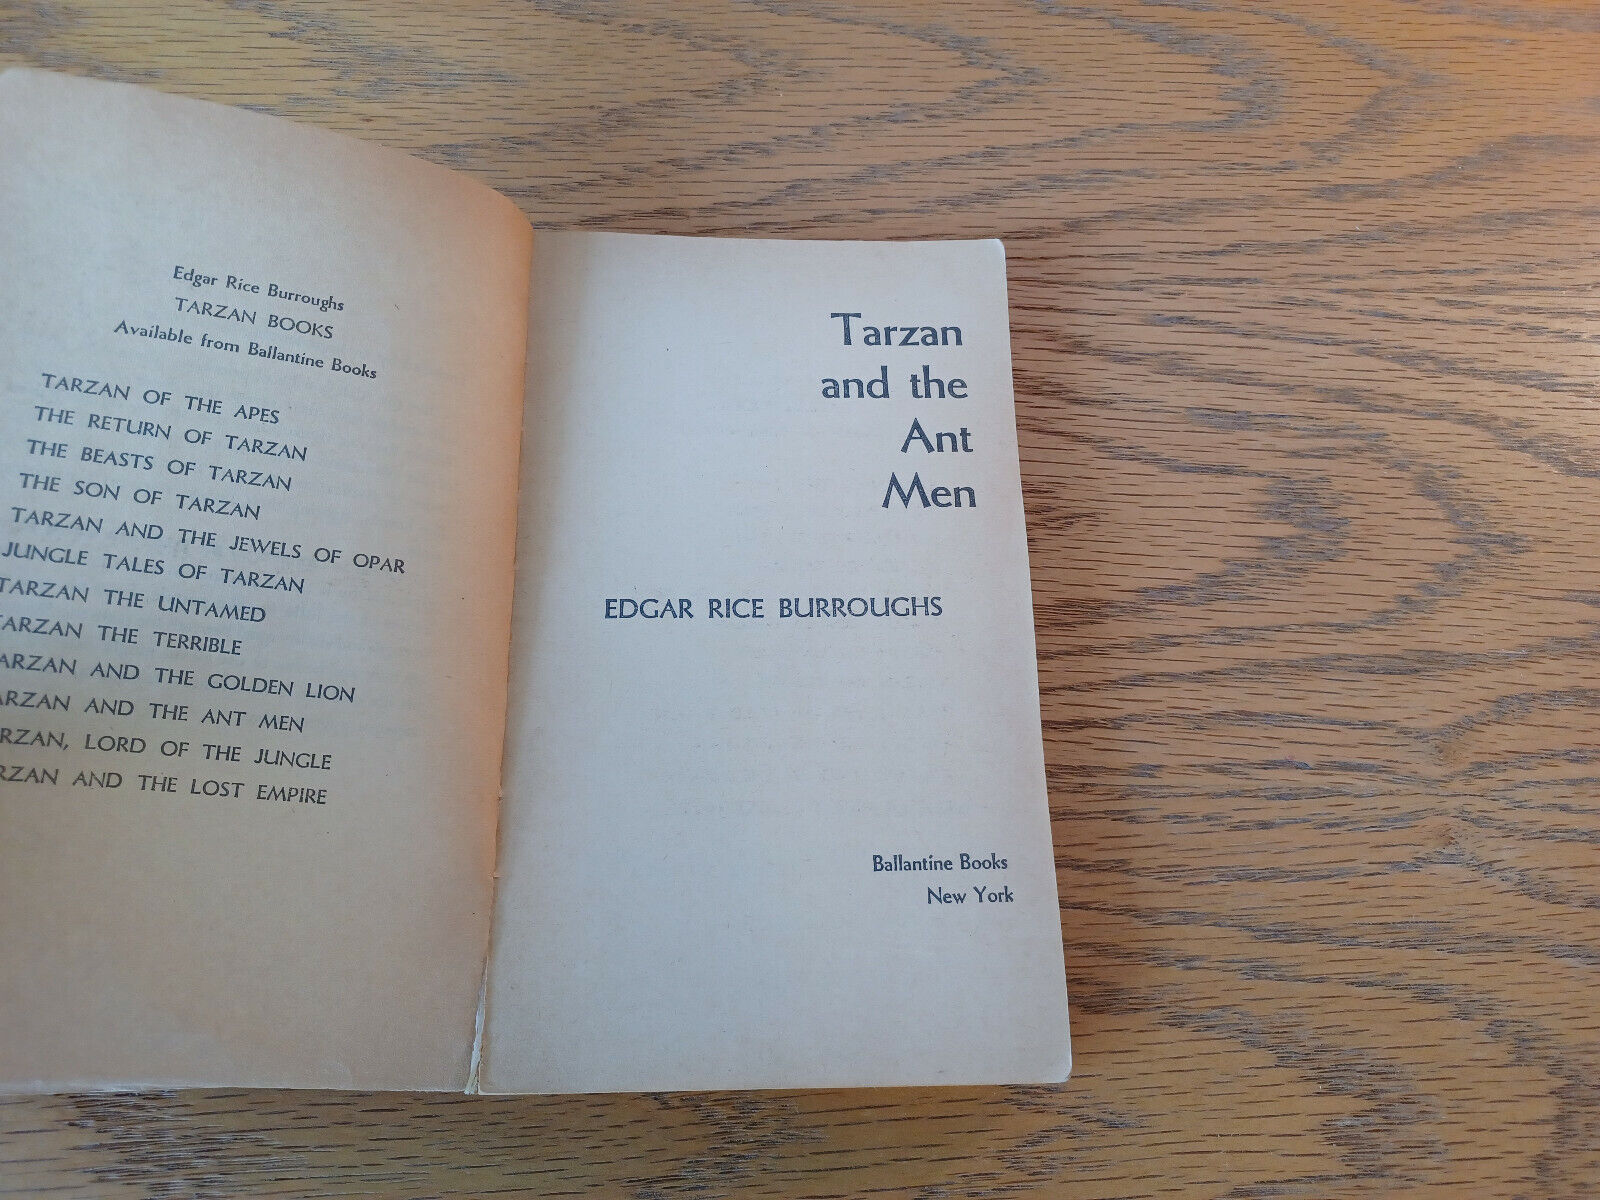 Edgar Rice Burroughs
TARZAN BOOKS
Available from Ballantine Books
TARZAN OF THE APES
THE RETURN OF TARZAN
THE BEASTS OF TARZAN
THE SON OF TARZAN
TARZAN AND THE JEWELS OF OPAR
JUNGLE TALES OF TARZAN
TARZAN THE UNTAMED
TARZAN THE TERRIBLE
ARZAN AND THE GOLDEN LION
ARZAN AND THE ANT MEN
RZAN, LORD OF THE JUNGLE
RZAN AND THE LOST EMPIRE
Tarzan
and the
Ant
Men
EDGAR RICE BURROUGHS
Ballantine Books
New York